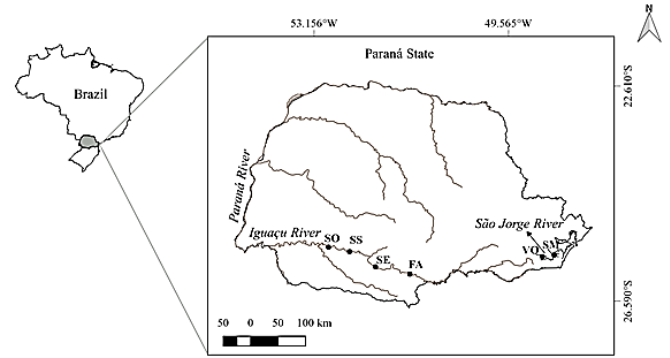 53.156°W
49.565°W
N
Paraná State
Brazil
22.610°S
Paraná River
São Jorge River
Iguaçu River
SO
SS
SE
FA
VO
SA
26.590°S
50 0 50 100 km